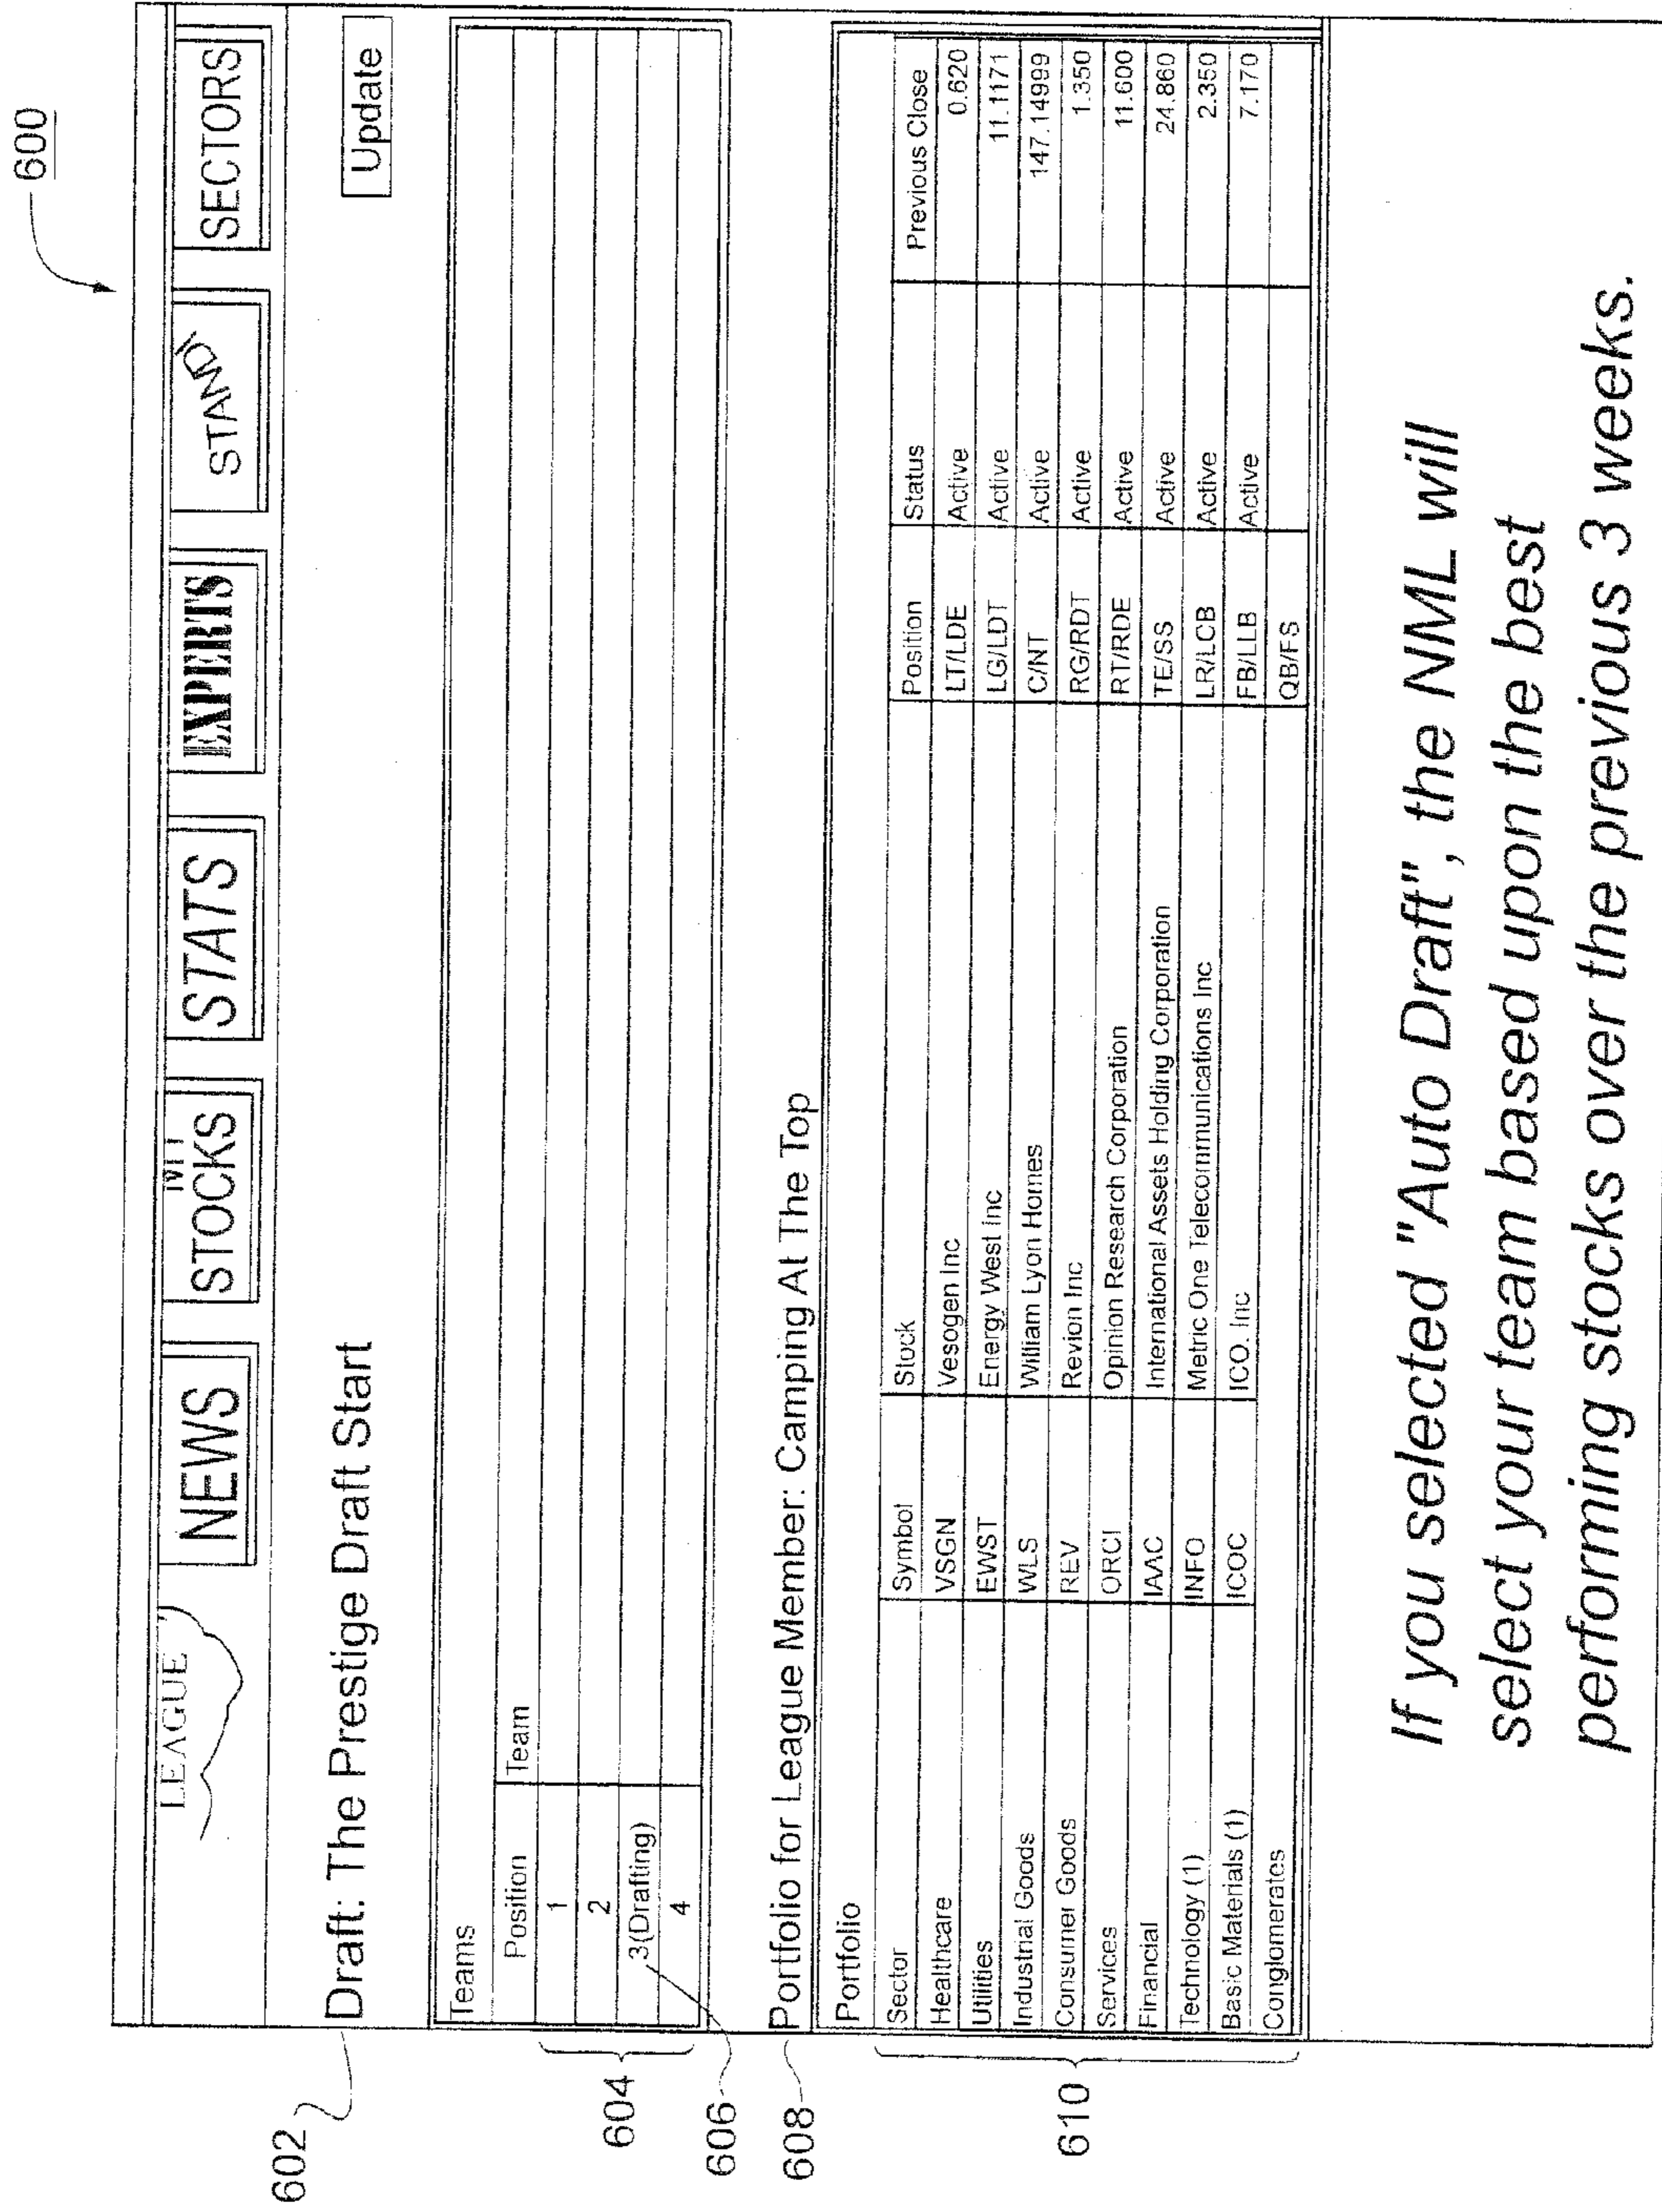 600
LEAGUE NEWS STOCKS STATS EXPERTS STAND SECTORS
602
Draft: The Prestige Draft Start
Update
Teams
Position Team
1
2
3(Drafting)
4
604
606
608
Portfolio for League Member: Camping At The Top
Portfolio
Sector Symbol Stock Position Status Previous Close
Healthcare VSGN Vesogen Inc LT/LDE Active 0.620
Utilities EWST Energy West Inc LG/LDT Active 11.1171
Industrial Goods WLS William Lyon Homes C/NT Active 147.14999
Consumer Goods REV Revion Inc RG/RDT Active 1.350
Services ORCI Opinion Research Corporation RT/RDE Active 11.600
Financial IAAC International Assets Holding Corporation TE/SS Active 24.860
Technology (1) INFO Metric One Telecommunications Inc LR/LCB Active 2.350
Basic Materials (1) ICOC ICO. Inc FB/LLB Active 7.170
Conglomerates QB/FS
610
If you selected "Auto Draft", the NML will
select your team based upon the best
performing stocks over the previous 3 weeks.